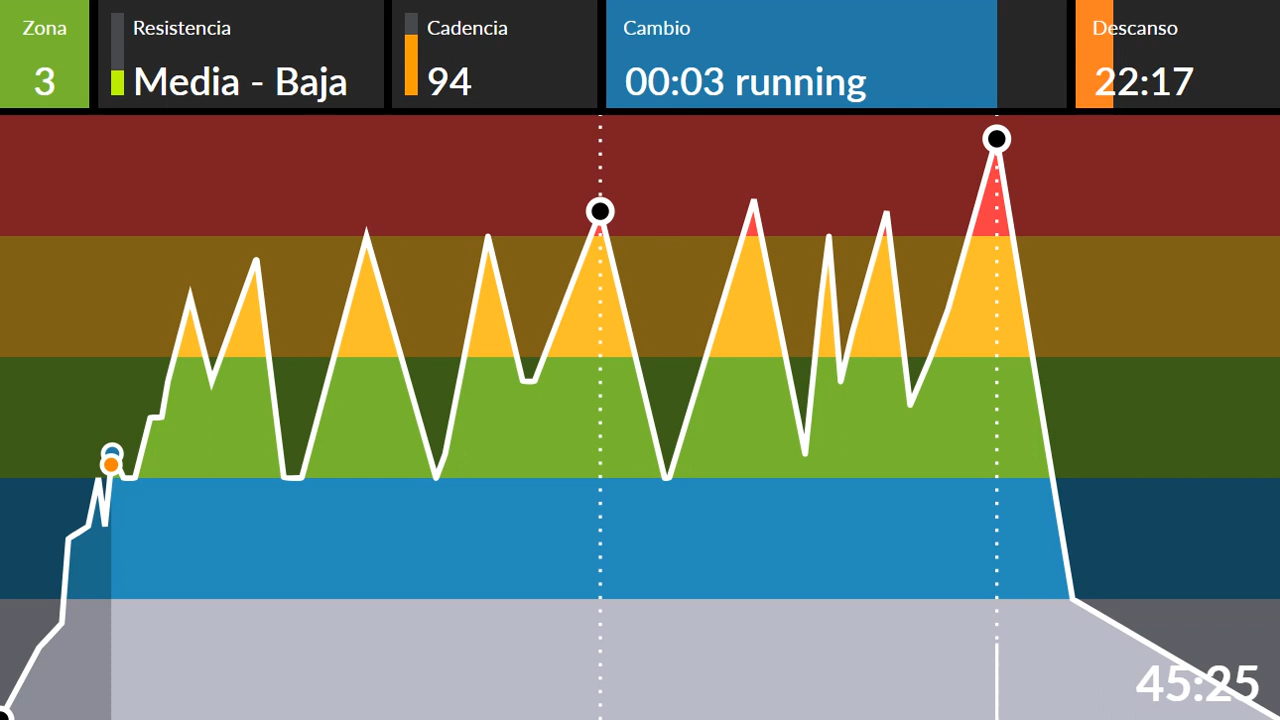 Zona
3
Resistencia
Media - Baja
Cadencia
94
Cambio
00:03 running
Descanso
22:17
45:25